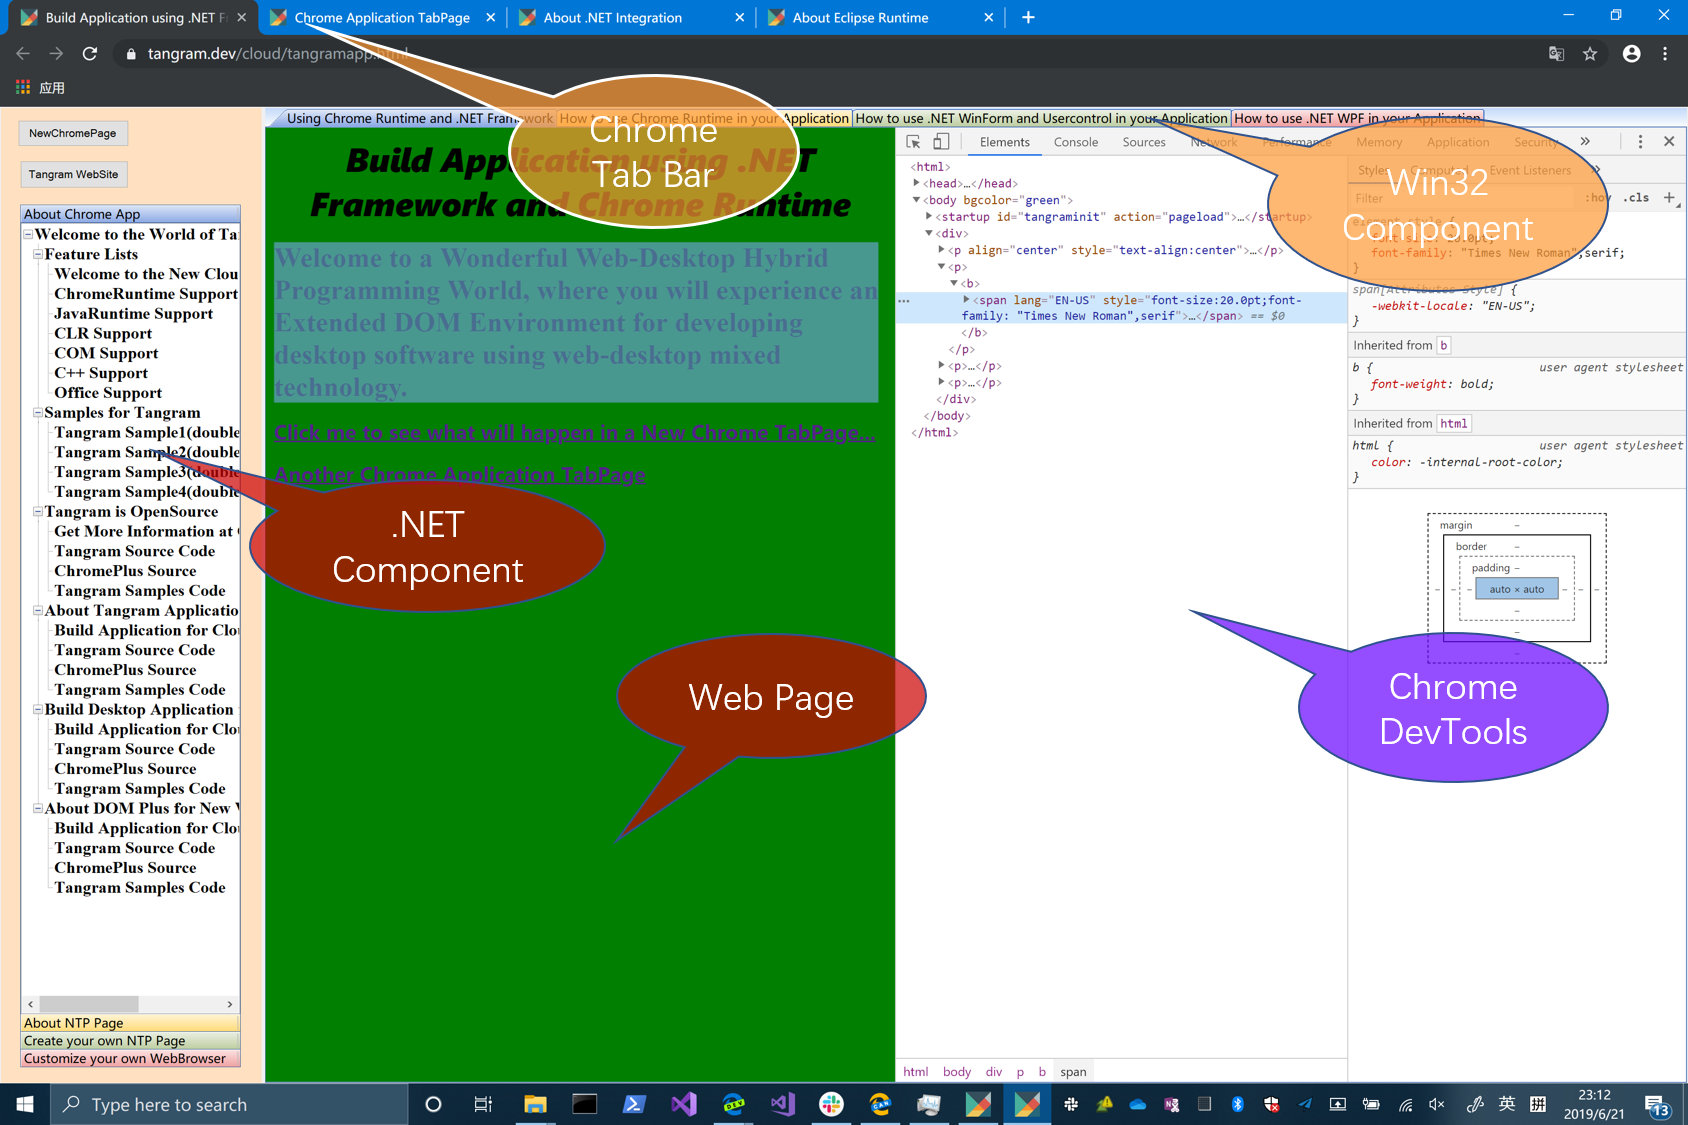 Build Application using .NET Fr
Chrome Application TabPage
About .NET Integration
About Eclipse Runtime
tangram.dev/cloud/tangramapp.html
应用
NewChromePage
Tangram WebSite
About Chrome App
Welcome to the World of Ta
Feature Lists
Welcome to the New Clou
ChromeRuntime Support
JavaRuntime Support
CLR Support
COM Support
C++ Support
Office Support
Samples for Tangram
Tangram Sample1(double
Tangram Sample2(double
Tangram Sample3(double
Tangram Sample4(double
Tangram is OpenSource
Get More Information at
Tangram Source Code
ChromePlus Source
Tangram Samples Code
About Tangram Applicatio
Build Application for Clo
Tangram Source Code
ChromePlus Source
Tangram Samples Code
Build Desktop Application
Build Application for Clo
Tangram Source Code
ChromePlus Source
Tangram Samples Code
About DOM Plus for New
Build Application for Clo
Tangram Source Code
ChromePlus Source
Tangram Samples Code
About NTP Page
Create your own NTP Page
Customize your own WebBrowser
Using Chrome Runtime and .NET Framework
How to use Chrome Runtime in your Application
How to use .NET WinForm and Usercontrol in your Application
How to use .NET WPF in your Application
Build Application using .NET
Framework and Chrome Runtime
Welcome to a Wonderful Web-Desktop Hybrid
Programming World, where you will experience an
Extended DOM Environment for developing
desktop software using web-desktop mixed
technology.
Click me to see what will happen in a New Chrome TabPage...
Another Chrome Application TabPage
Chrome
Tab Bar
.NET
Component
Web Page
Win32
Component
Chrome
DevTools
Elements Console Sources Network Performance Memory Application Security
<html>
<head>…</head>
<body bgcolor="green">
<startup id="tangraminit" action="pageload">…</startup>
<div>
<p align="center" style="text-align:center">…</p>
<p>
<b>
<span lang="EN-US" style="font-size:20.0pt;font-
family: "Times New Roman",serif">…</span> == $0
</b>
</p>
<p>…</p>
<p>…</p>
</div>
</body>
</html>
html body div p b span
Styles Computed Event Listeners
Filter :hov .cls +
element.style {
font-size: 20.0pt;
font-family: "Times New Roman",serif;
}
span[Attributes Style] {
-webkit-locale: "EN-US";
}
Inherited from b
b { user agent stylesheet
font-weight: bold;
}
Inherited from html
html { user agent stylesheet
color: -internal-root-color;
}
margin –
border –
padding –
auto × auto
Type here to search
英 拼
23:12
2019/6/21
13